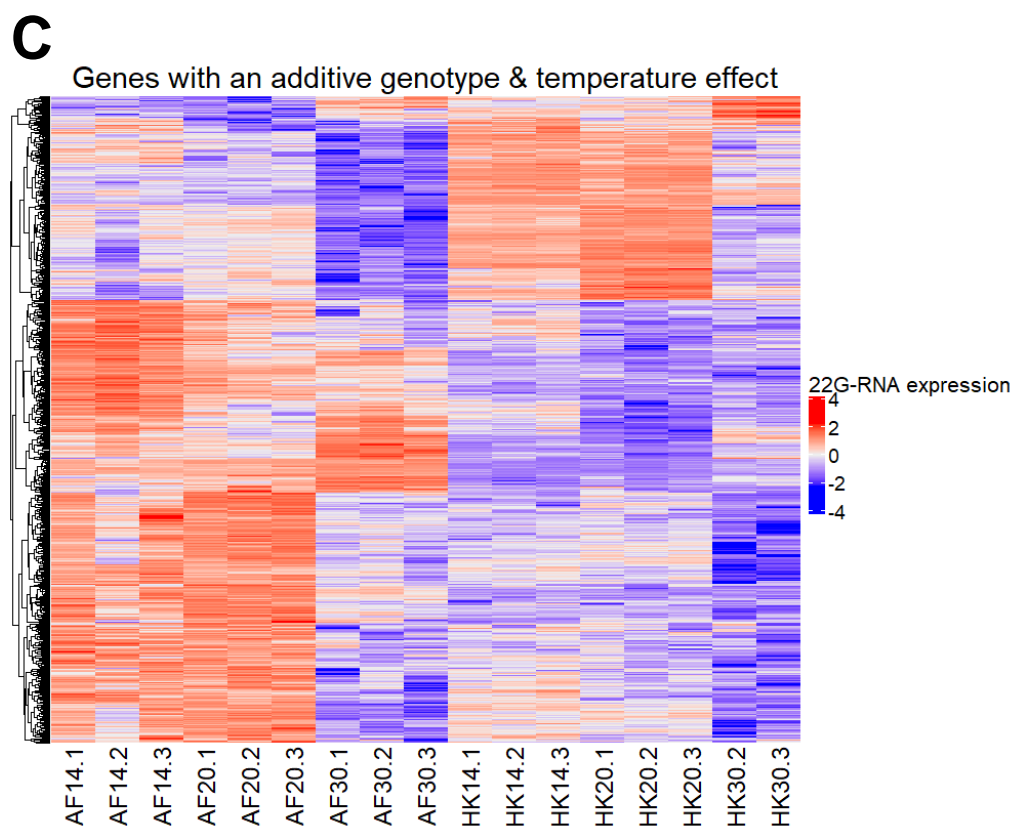 C
Genes with an additive genotype & temperature effect
22G-RNA expression
4
2
0
-2
-4
AF14.1 AF14.2 AF14.3 AF20.1 AF20.2 AF20.3 AF30.1 AF30.2 AF30.3 HK14.1 HK14.2 HK14.3 HK20.1 HK20.2 HK20.3 HK30.2 HK30.3